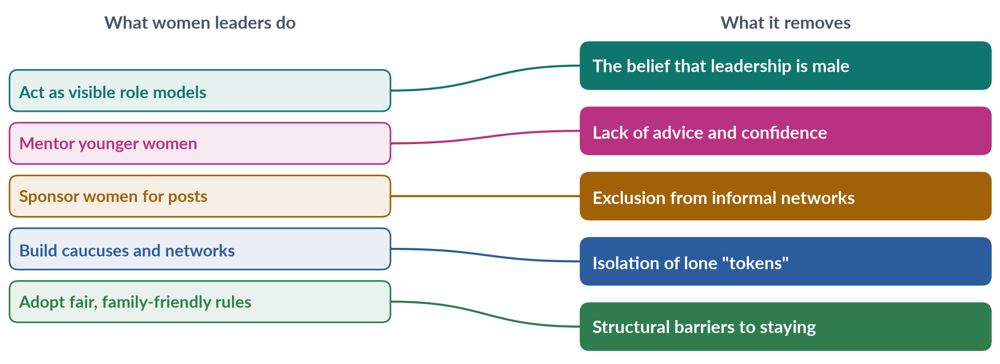 What women leaders do
What it removes
Act as visible role models
The belief that leadership is male
Mentor younger women
Lack of advice and confidence
Sponsor women for posts
Exclusion from informal networks
Build caucuses and networks
Isolation of lone "tokens"
Adopt fair, family-friendly rules
Structural barriers to staying